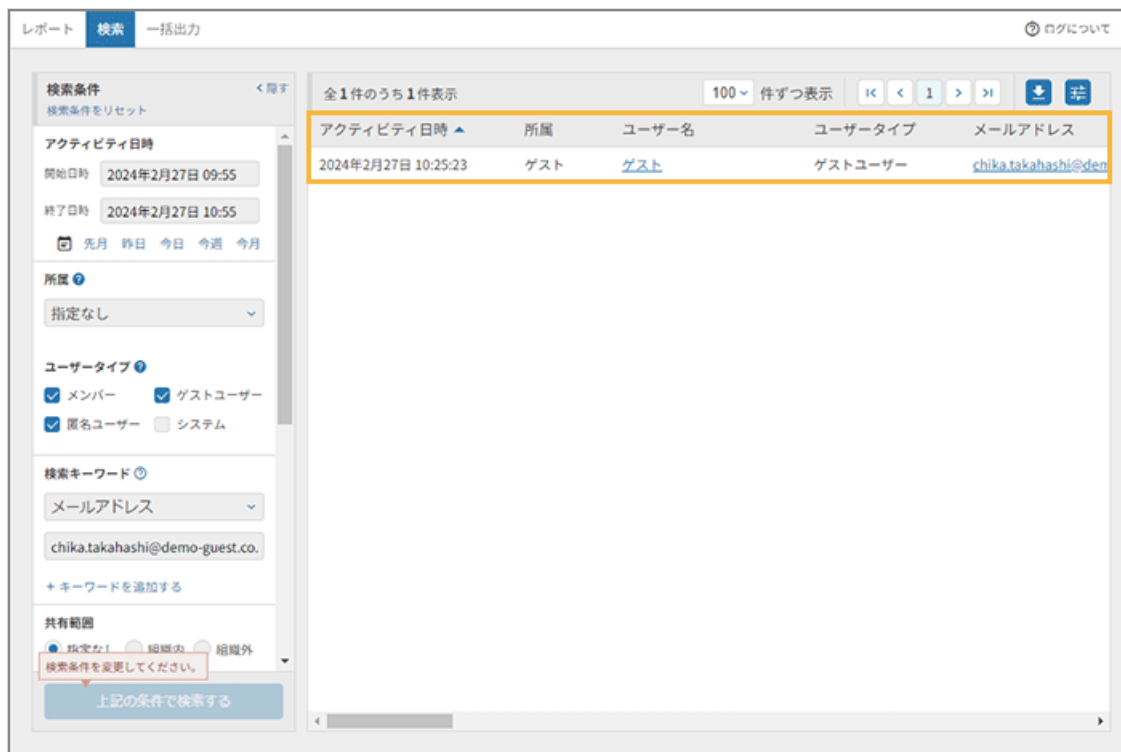 レポート 検索 一括出力 ログについて
検索条件 隠す
検索条件をリセット
アクティビティ日時
開始日時 2024年2月27日 09:55
終了日時 2024年2月27日 10:55
先月 昨日 今日 今週 今月
所属
指定なし
ユーザータイプ
メンバー ゲストユーザー
匿名ユーザー システム
検索キーワード
メールアドレス
chika.takahashi@demo-guest.co.
+ キーワードを追加する
共有範囲
指定なし 組織内 組織外
検索条件を変更してください。
上記の条件で検索する
全1件のうち1件表示 100 件ずつ表示 1
アクティビティ日時 所属 ユーザー名 ユーザータイプ メールアドレス
2024年2月27日 10:25:23 ゲスト ゲスト ゲストユーザー chika.takahashi@dem